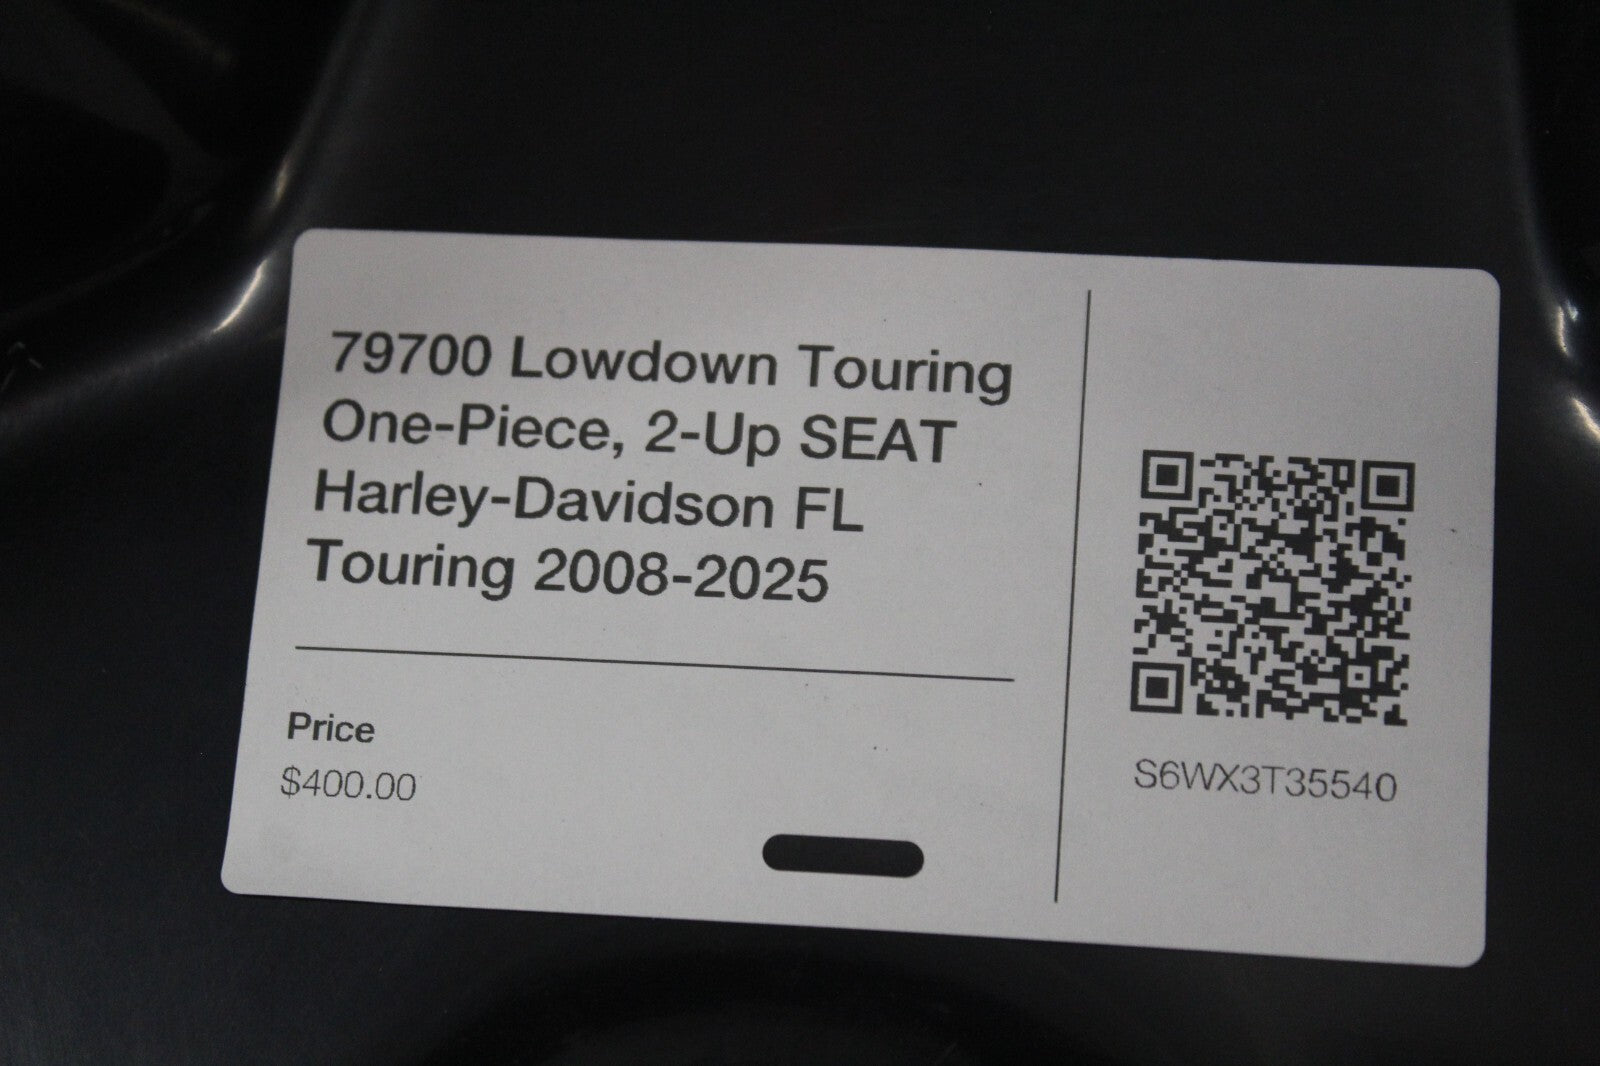 79700 Lowdown Touring
One-Piece, 2-Up SEAT
Harley-Davidson FL
Touring 2008-2025
Price
$400.00
S6WX3T35540